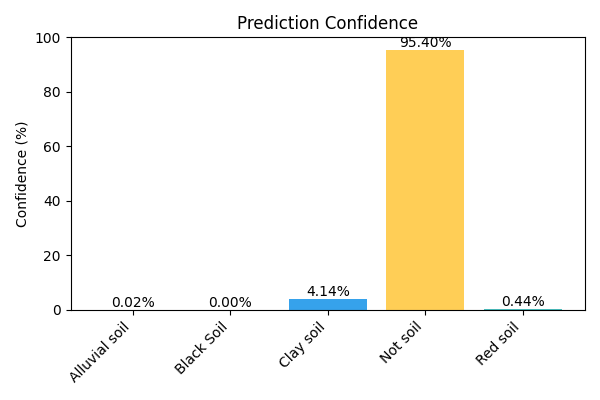 Prediction Confidence
Confidence (%)
100
80
60
40
20
0
0.02%
0.00%
4.14%
95.40%
0.44%
Alluvial soil
Black Soil
Clay soil
Not soil
Red soil